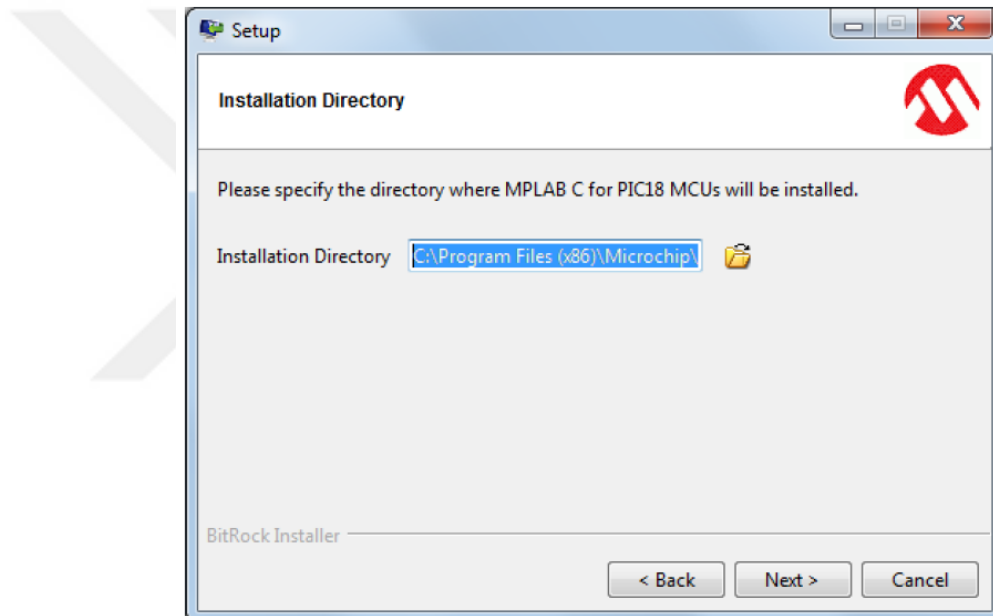 Setup
Installation Directory
Please specify the directory where MPLAB C for PIC18 MCUs will be installed.
Installation Directory C:\Program Files (x86)\Microchip\
BitRock Installer
< Back Next > Cancel